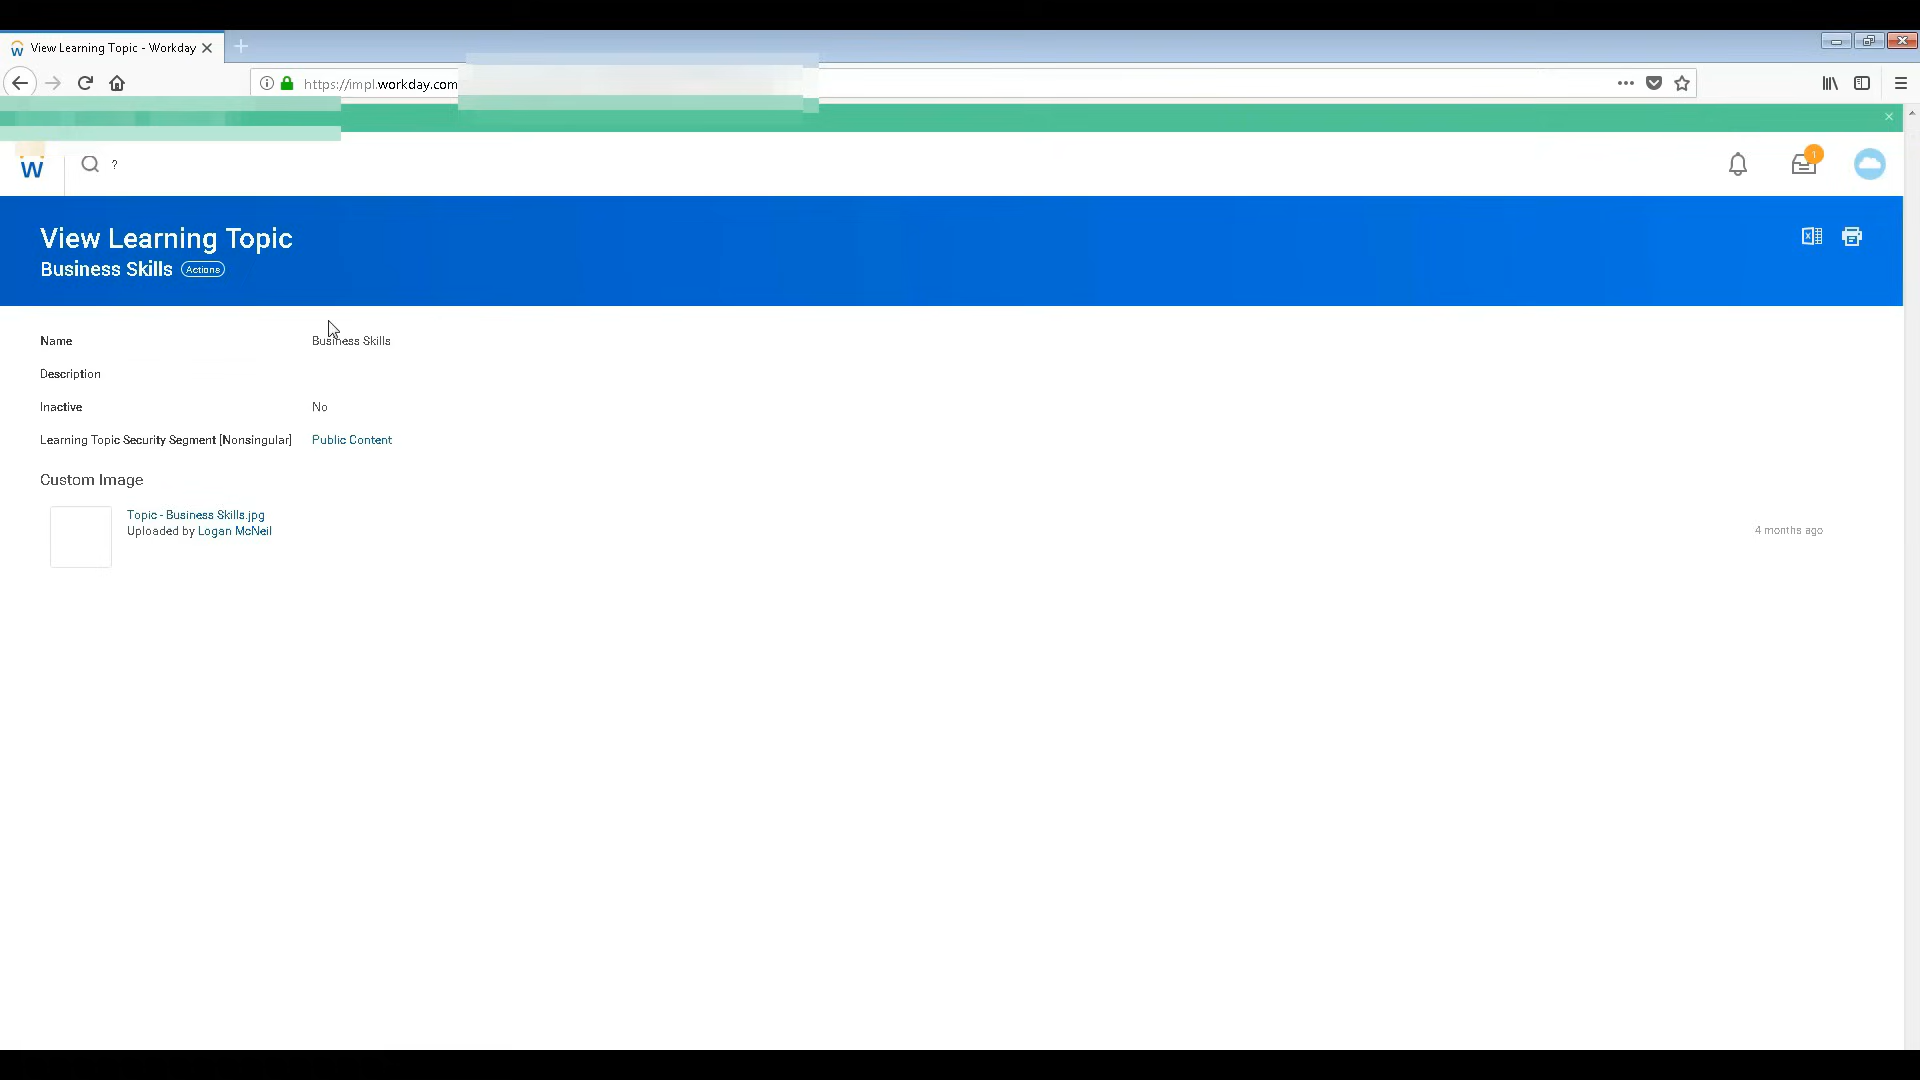 View Learning Topic - Workday
https://impl.workday.com
W
?
1
View Learning Topic
Business Skills Actions
Name Business Skills
Description
Inactive No
Learning Topic Security Segment [Nonsingular] Public Content
Custom Image
Topic - Business Skills.jpg
Uploaded by Logan McNeil
4 months ago